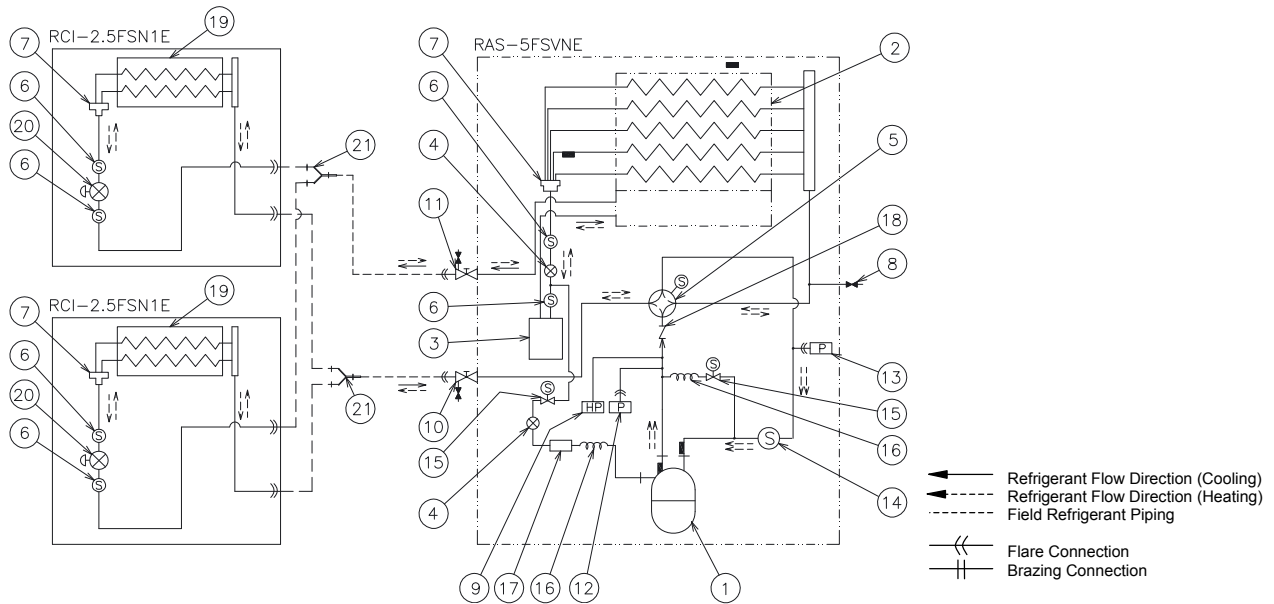 RCI-2.5FSN1E
19
7
6
20
6
21
RCI-2.5FSN1E
19
7
6
20
6
21
RAS-5FSVNE
7
6
4
11
2
5
18
8
6
3
10
15
4
9
17
16
12
1
13
15
16
14
S
S
S
S
S
S
S
S
S
S
HP
P
P
Refrigerant Flow Direction (Cooling)
Refrigerant Flow Direction (Heating)
Field Refrigerant Piping
Flare Connection
Brazing Connection